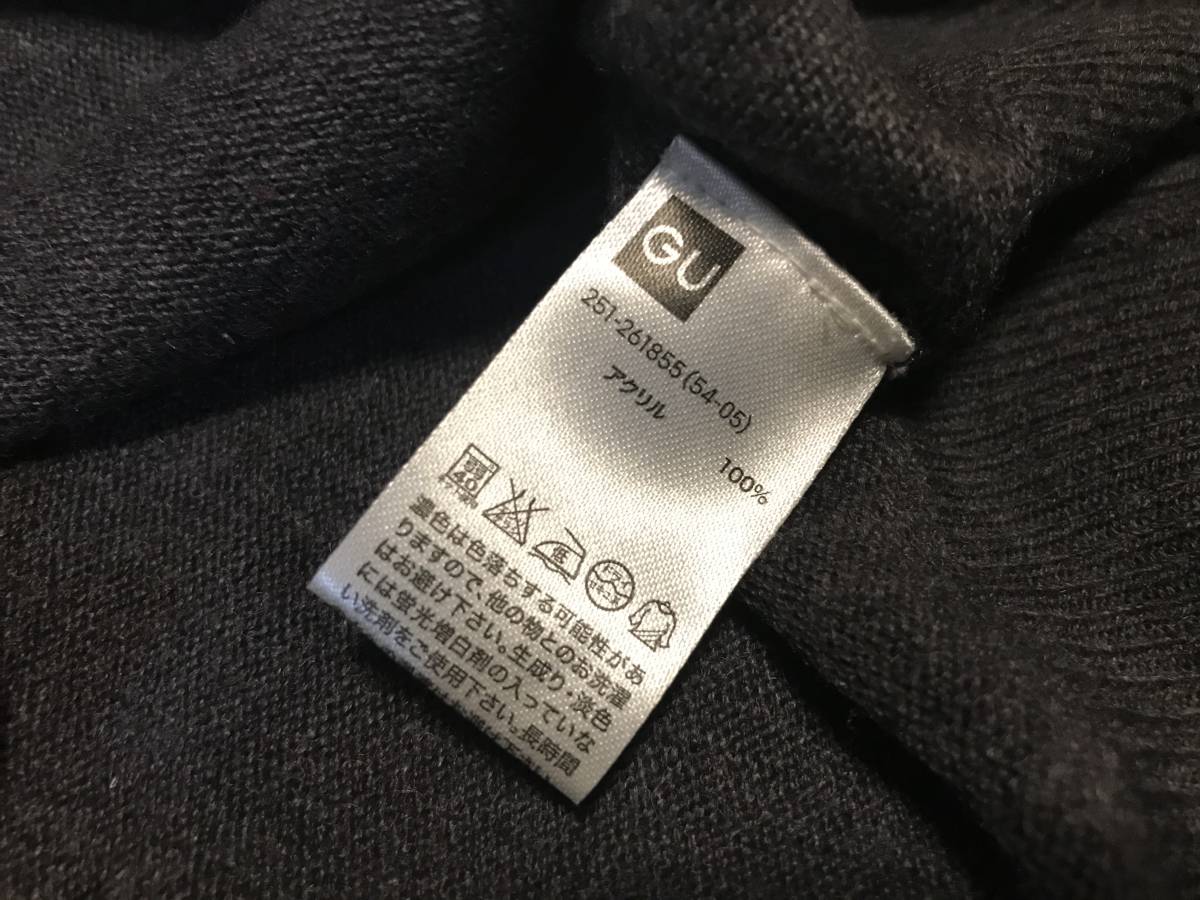 GU
251-261855(54-05)
アクリル
100%
40
濃色は色落ちする可能性があ
りますので、他の物とのお洗濯
はお避け下さい。生成り・淡色
には蛍光増白剤の入っていな
い洗剤をご使用下さい。長時間